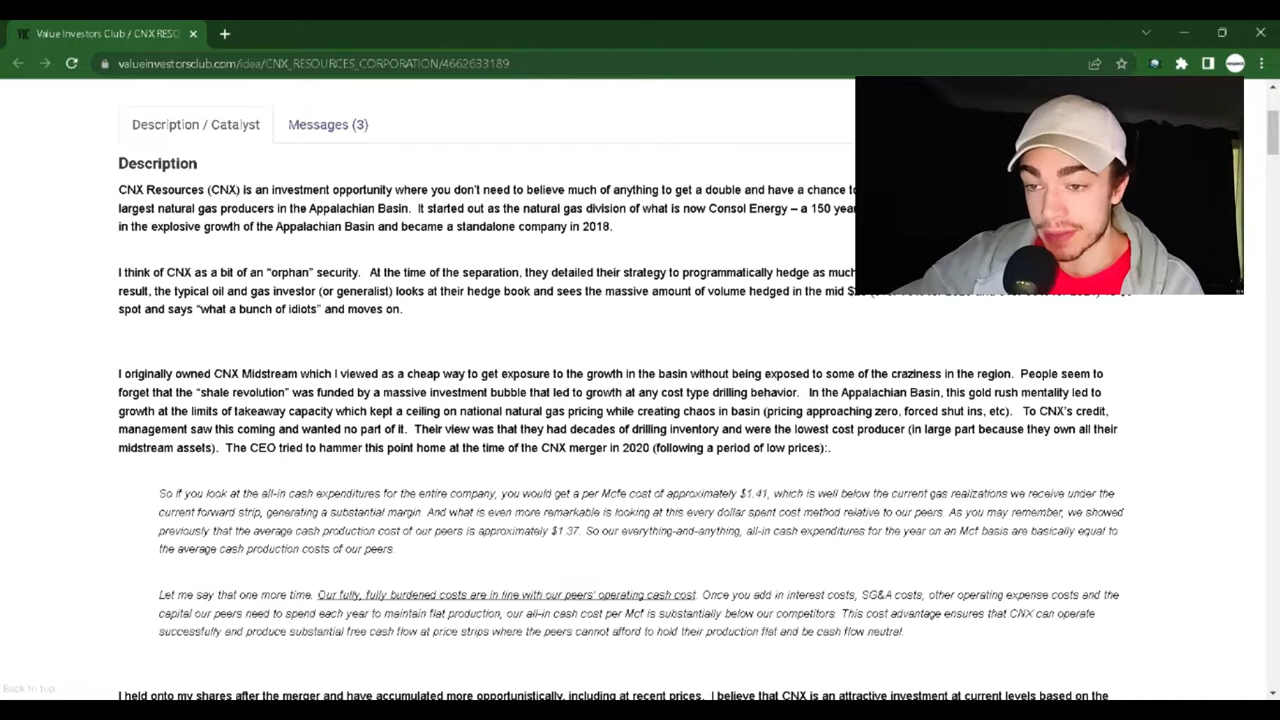 VIC Value Investors Club / CNX RESO
valueinvestorsclub.com/idea/CNX_RESOURCES_CORPORATION/4662633189
respect
Description / Catalyst
Messages (3)
Description
CNX Resources (CNX) is an investment opportunity where you don't need to believe much of anything to get a double and have a chance to
largest natural gas producers in the Appalachian Basin. It started out as the natural gas division of what is now Consol Energy – a 150 year
in the explosive growth of the Appalachian Basin and became a standalone company in 2018.
I think of CNX as a bit of an “orphan” security. At the time of the separation, they detailed their strategy to programmatically hedge as much
result, the typical oil and gas investor (or generalist) looks at their hedge book and sees the massive amount of volume hedged in the mid
spot and says “what a bunch of idiots” and moves on.
I originally owned CNX Midstream which I viewed as a cheap way to get exposure to the growth in the basin without being exposed to some of the craziness in the region. People seem to
forget that the “shale revolution” was funded by a massive investment bubble that led to growth at any cost type drilling behavior. In the Appalachian Basin, this gold rush mentality led to
growth at the limits of takeaway capacity which kept a ceiling on national natural gas pricing while creating chaos in basin (pricing approaching zero, forced shut ins, etc). To CNX's credit,
management saw this coming and wanted no part of it. Their view was that they had decades of drilling inventory and were the lowest cost producer (in large part because they own all their
midstream assets). The CEO tried to hammer this point home at the time of the CNX merger in 2020 (following a period of low prices):.
So if you look at the all-in cash expenditures for the entire company, you would get a per Mcfe cost of approximately $1.41, which is well below the current gas realizations we receive under the
current forward strip, generating a substantial margin. And what is even more remarkable is looking at this every dollar spent cost method relative to our peers. As you may remember, we showed
previously that the average cash production cost of our peers is approximately $1.37. So our everything-and-anything, all-in cash expenditures for the year on an Mcf basis are basically equal to
the average cash production costs of our peers.
Let me say that one more time. Our fully, fully burdened costs are in line with our peers' operating cash cost. Once you add in interest costs, SG&A costs, other operating expense costs and the
capital our peers need to spend each year to maintain flat production, our all-in cash cost per Mcf is substantially below our competitors. This cost advantage ensures that CNX can operate
successfully and produce substantial free cash flow at price strips where the peers cannot afford to hold their production flat and be cash flow neutral.
Back to top
I held onto my shares after the merger and have accumulated more opportunistically, including at recent prices. I believe that CNX is an attractive investment at current levels based on the